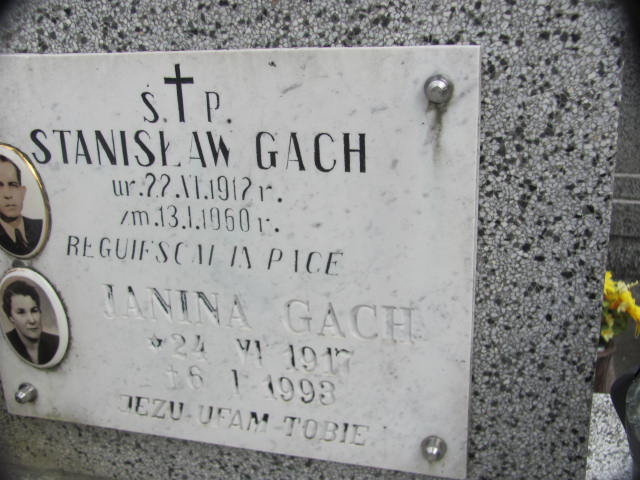 Ś. P.
STANISŁAW GACH
ur. 22.VI.1912 r.
zm. 13.I.1960 r.
REQUIESCAT IN PACE
JANINA GACH
* 24 VI 1917
+ 6 I 1993
JEZU-UFAM-TOBIE